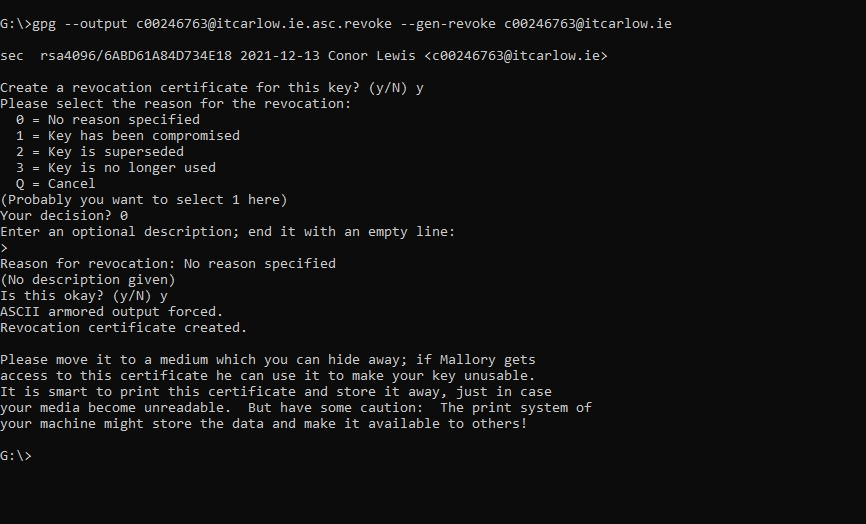 G:\>gpg --output c00246763@itcarlow.ie.asc.revoke --gen-revoke c00246763@itcarlow.ie
sec  rsa4096/6ABD61A84D734E18 2021-12-13 Conor Lewis <c00246763@itcarlow.ie>
Create a revocation certificate for this key? (y/N) y
Please select the reason for the revocation:
  0 = No reason specified
  1 = Key has been compromised
  2 = Key is superseded
  3 = Key is no longer used
  Q = Cancel
(Probably you want to select 1 here)
Your decision? 0
Enter an optional description; end it with an empty line:
>
Reason for revocation: No reason specified
(No description given)
Is this okay? (y/N) y
ASCII armored output forced.
Revocation certificate created.
Please move it to a medium which you can hide away; if Mallory gets
access to this certificate he can use it to make your key unusable.
It is smart to print this certificate and store it away, just in case
your media become unreadable.  But have some caution:  The print system of
your machine might store the data and make it available to others!
G:\>